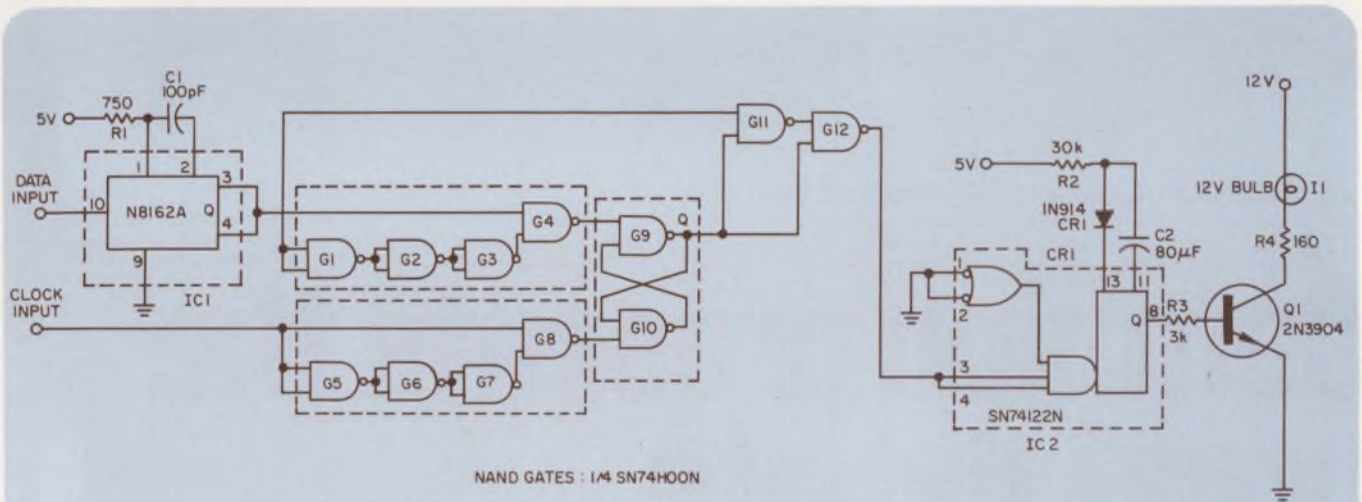 C1
100pF
750
5V
R1
1
2
3
4
10
N8162A
Q
9
IC1
DATA
INPUT
CLOCK
INPUT
G1
G2
G3
G4
G5
G6
G7
G8
G9
Q
G10
G11
G12
NAND GATES : 1/4 SN74H00N
5V
30k
R2
1N914
CR1
C2
80μF
CR1
1
2
3
4
13
11
Q
8
R3
3k
SN74122N
IC 2
12V
12V BULB
I1
R4
160
Q1
2N3904